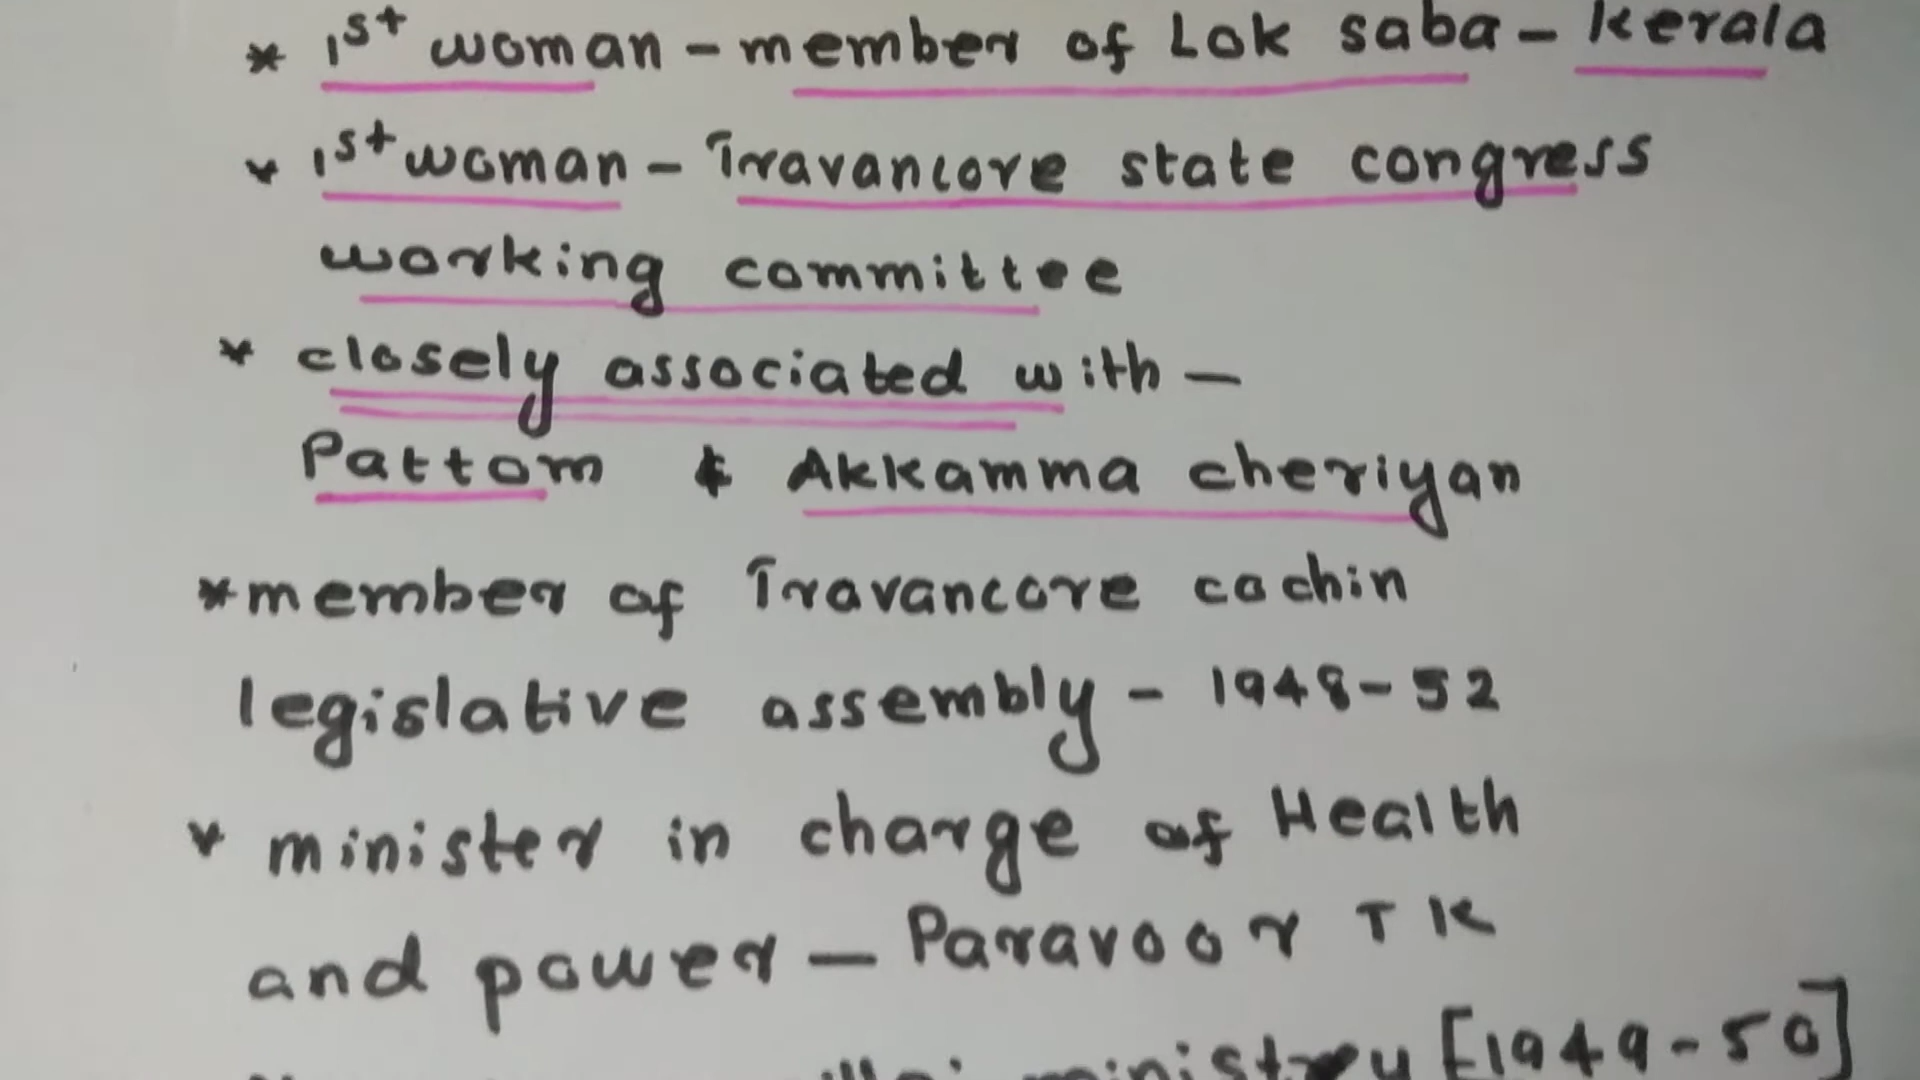 * 1st woman - member of Lok saba - kerala
* 1st woman - Travancore state congress
working committee
* closely associated with -
Pattom & Akkamma cheriyan
* member of Travancore cochin
legislative assembly - 1948-52
* minister in charge of Health
and power - Paravoor TK
ministry [1949-50]